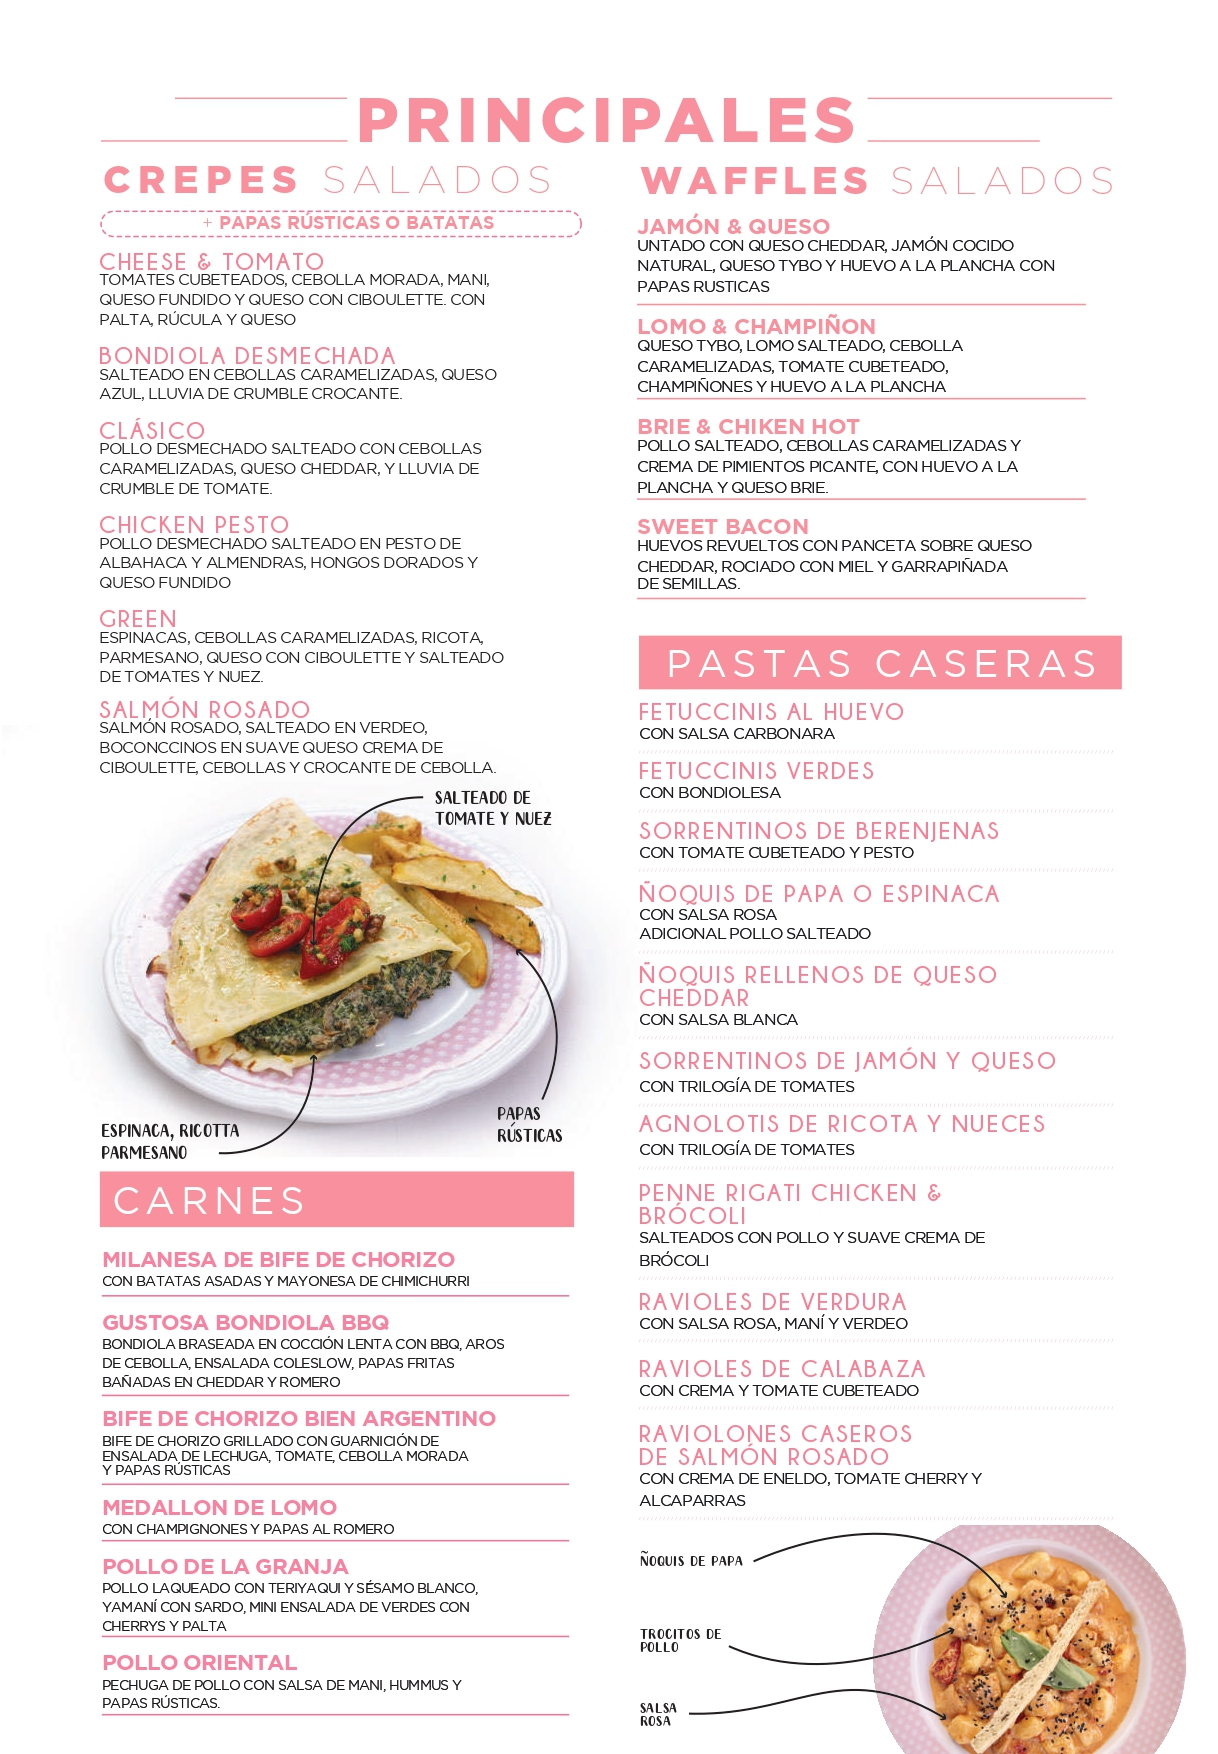 PRINCIPALES
CREPES SALADOS
+ PAPAS RÚSTICAS O BATATAS
CHEESE & TOMATO
TOMATES CUBETEADOS, CEBOLLA MORADA, MANI,
QUESO FUNDIDO Y QUESO CON CIBOULETTE. CON
PALTA, RÚCULA Y QUESO
BONDIOLA DESMECHADA
SALTEADO EN CEBOLLAS CARAMELIZADAS, QUESO
AZUL, LLUVIA DE CRUMBLE CROCANTE.
CLÁSICO
POLLO DESMECHADO SALTEADO CON CEBOLLAS
CARAMELIZADAS, QUESO CHEDDAR, Y LLUVIA DE
CRUMBLE DE TOMATE.
CHICKEN PESTO
POLLO DESMECHADO SALTEADO EN PESTO DE
ALBAHACA Y ALMENDRAS, HONGOS DORADOS Y
QUESO FUNDIDO
GREEN
ESPINACAS, CEBOLLAS CARAMELIZADAS, RICOTA,
PARMESANO, QUESO CON CIBOULETTE Y SALTEADO
DE TOMATES Y NUEZ.
SALMÓN ROSADO
SALMÓN ROSADO, SALTEADO EN VERDEO,
BOCONCCINOS EN SUAVE QUESO CREMA DE
CIBOULETTE, CEBOLLAS Y CROCANTE DE CEBOLLA.
SALTEADO DE
TOMATE Y NUEZ
PAPAS
RÚSTICAS
ESPINACA, RICOTTA
PARMESANO
CARNES
MILANESA DE BIFE DE CHORIZO
CON BATATAS ASADAS Y MAYONESA DE CHIMICHURRI
GUSTOSA BONDIOLA BBQ
BONDIOLA BRASEADA EN COCCIÓN LENTA CON BBQ, AROS
DE CEBOLLA, ENSALADA COLESLOW, PAPAS FRITAS
BAÑADAS EN CHEDDAR Y ROMERO
BIFE DE CHORIZO BIEN ARGENTINO
BIFE DE CHORIZO GRILLADO CON GUARNICIÓN DE
ENSALADA DE LECHUGA, TOMATE, CEBOLLA MORADA
Y PAPAS RÚSTICAS
MEDALLON DE LOMO
CON CHAMPIGNONES Y PAPAS AL ROMERO
POLLO DE LA GRANJA
POLLO LAQUEADO CON TERIYAQUI Y SÉSAMO BLANCO,
YAMANÍ CON SARDO, MINI ENSALADA DE VERDES CON
CHERRYS Y PALTA
POLLO ORIENTAL
PECHUGA DE POLLO CON SALSA DE MANI, HUMMUS Y
PAPAS RÚSTICAS.
WAFFLES SALADOS
JAMÓN & QUESO
UNTADO CON QUESO CHEDDAR, JAMÓN COCIDO
NATURAL, QUESO TYBO Y HUEVO A LA PLANCHA CON
PAPAS RUSTICAS
LOMO & CHAMPIÑON
QUESO TYBO, LOMO SALTEADO, CEBOLLA
CARAMELIZADAS, TOMATE CUBETEADO,
CHAMPIÑONES Y HUEVO A LA PLANCHA
BRIE & CHIKEN HOT
POLLO SALTEADO, CEBOLLAS CARAMELIZADAS Y
CREMA DE PIMIENTOS PICANTE, CON HUEVO A LA
PLANCHA Y QUESO BRIE.
SWEET BACON
HUEVOS REVUELTOS CON PANCETA SOBRE QUESO
CHEDDAR, ROCIADO CON MIEL Y GARRAPIÑADA
DE SEMILLAS.
PASTAS CASERAS
FETUCCINIS AL HUEVO
CON SALSA CARBONARA
FETUCCINIS VERDES
CON BONDIOLESA
SORRENTINOS DE BERENJENAS
CON TOMATE CUBETEADO Y PESTO
ÑOQUIS DE PAPA O ESPINACA
CON SALSA ROSA
ADICIONAL POLLO SALTEADO
ÑOQUIS RELLENOS DE QUESO
CHEDDAR
CON SALSA BLANCA
SORRENTINOS DE JAMÓN Y QUESO
CON TRILOGÍA DE TOMATES
AGNOLOTIS DE RICOTA Y NUECES
CON TRILOGÍA DE TOMATES
PENNE RIGATI CHICKEN &
BRÓCOLI
SALTEADOS CON POLLO Y SUAVE CREMA DE
BRÓCOLI
RAVIOLES DE VERDURA
CON SALSA ROSA, MANÍ Y VERDEO
RAVIOLES DE CALABAZA
CON CREMA Y TOMATE CUBETEADO
RAVIOLONES CASEROS
DE SALMÓN ROSADO
CON CREMA DE ENELDO, TOMATE CHERRY Y
ALCAPARRAS
ÑOQUIS DE PAPA
TROCITOS DE
POLLO
SALSA
ROSA